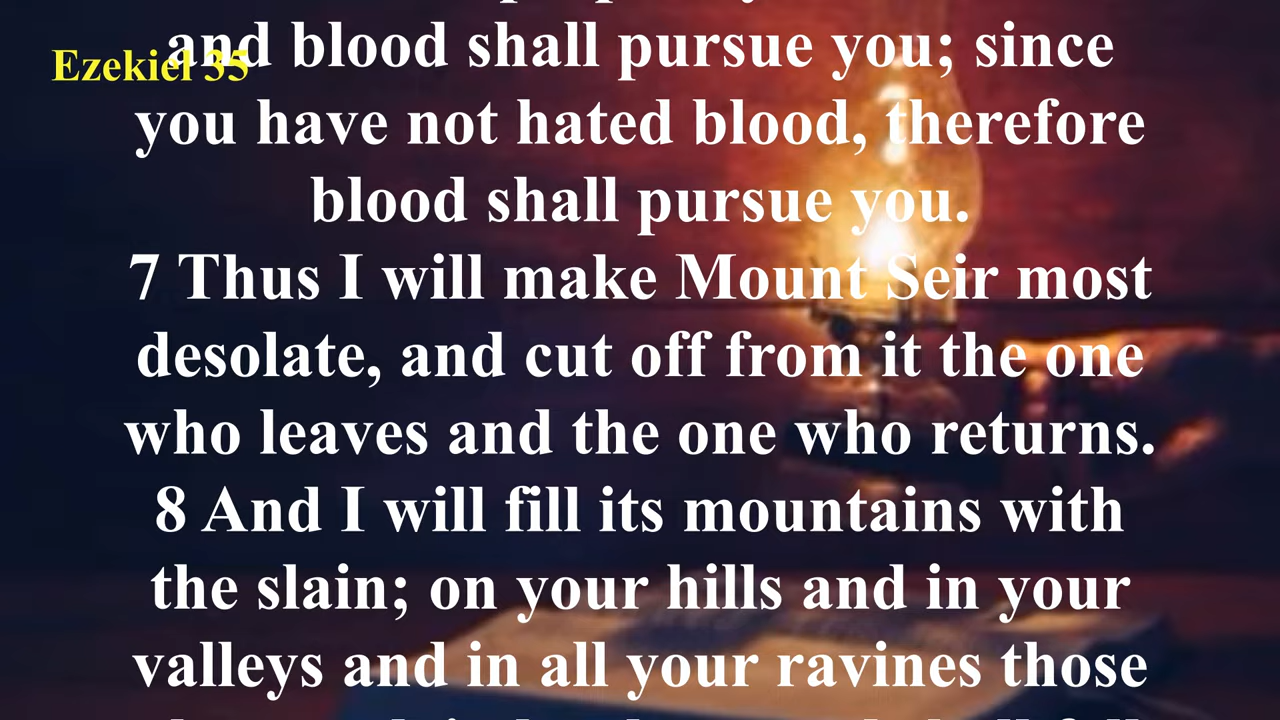 Ezekiel 35
and blood shall pursue you; since
you have not hated blood, therefore
blood shall pursue you.
7 Thus I will make Mount Seir most
desolate, and cut off from it the one
who leaves and the one who returns.
8 And I will fill its mountains with
the slain; on your hills and in your
valleys and in all your ravines those